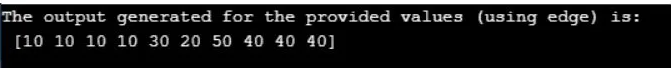 The output generated for the provided values (using edge) is:
[10 10 10 10 30 20 50 40 40 40]